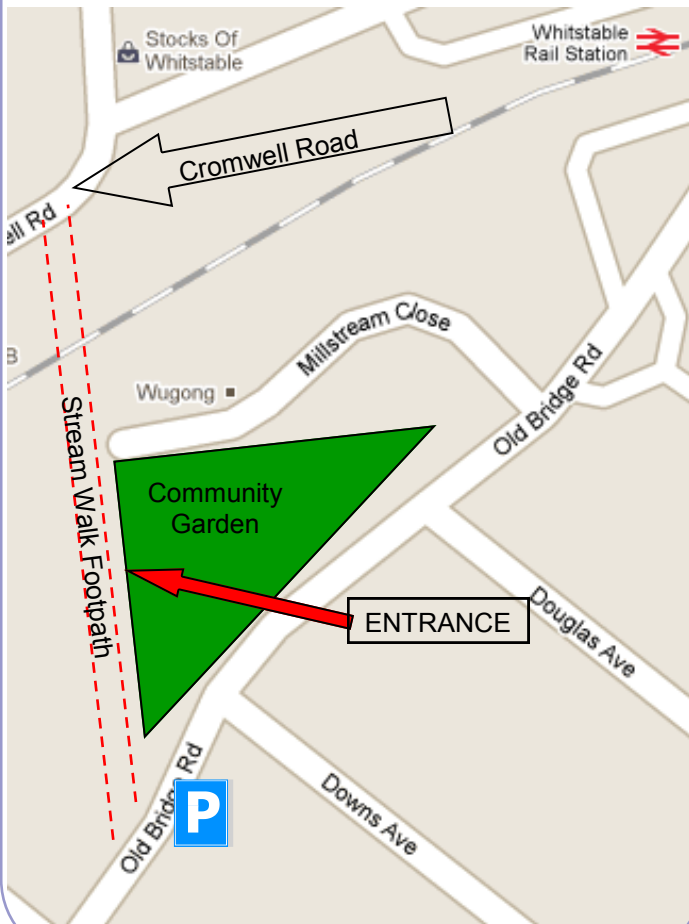 Stocks Of
Whitstable
Whitstable
Rail Station
Cromwell Road
ell Rd
B
Millstream Close
Wugong
Old Bridge Rd
Stream Walk Footpath
Community
Garden
ENTRANCE
Douglas Ave
Old Bridge Rd
P
Downs Ave